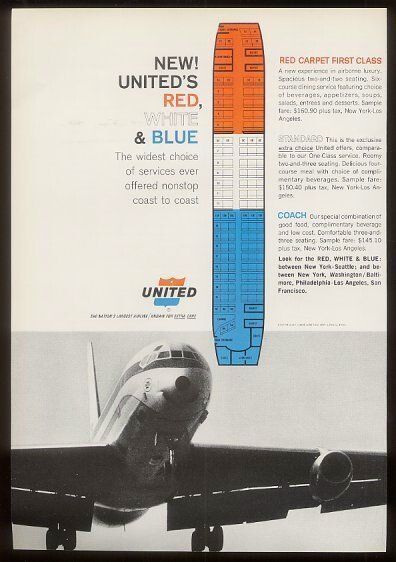 NEW!
UNITED'S
RED,
WHITE
& BLUE
The widest choice
of services ever
offered nonstop
coast to coast
UNITED
THE NATION'S LARGEST AIRLINE / KNOWN FOR EXTRA CARE
RED CARPET FIRST CLASS
A new experience in airborne luxury.
Spacious two-and-two seating. Six-
course dining service featuring choice
of beverages, appetizers, soups,
salads, entrees and desserts. Sample
fare: $160.90 plus tax, New York-Los
Angeles.
STANDARD This is the exclusive
extra choice United offers, compara-
ble to our One Class service. Roomy
two-and-three seating. Delicious four-
course meal with choice of compli-
mentary beverages. Sample fare:
$150.40 plus tax, New York-Los An-
geles.
COACH Our special combination of
good food, complimentary beverage
and low cost. Comfortable three-and-
three seating. Sample fare: $145.10
plus tax, New York-Los Angeles.
Look for the RED, WHITE & BLUE:
between New York-Seattle; and be-
tween New York, Washington/Balti-
more, Philadelphia-Los Angeles, San
Francisco.